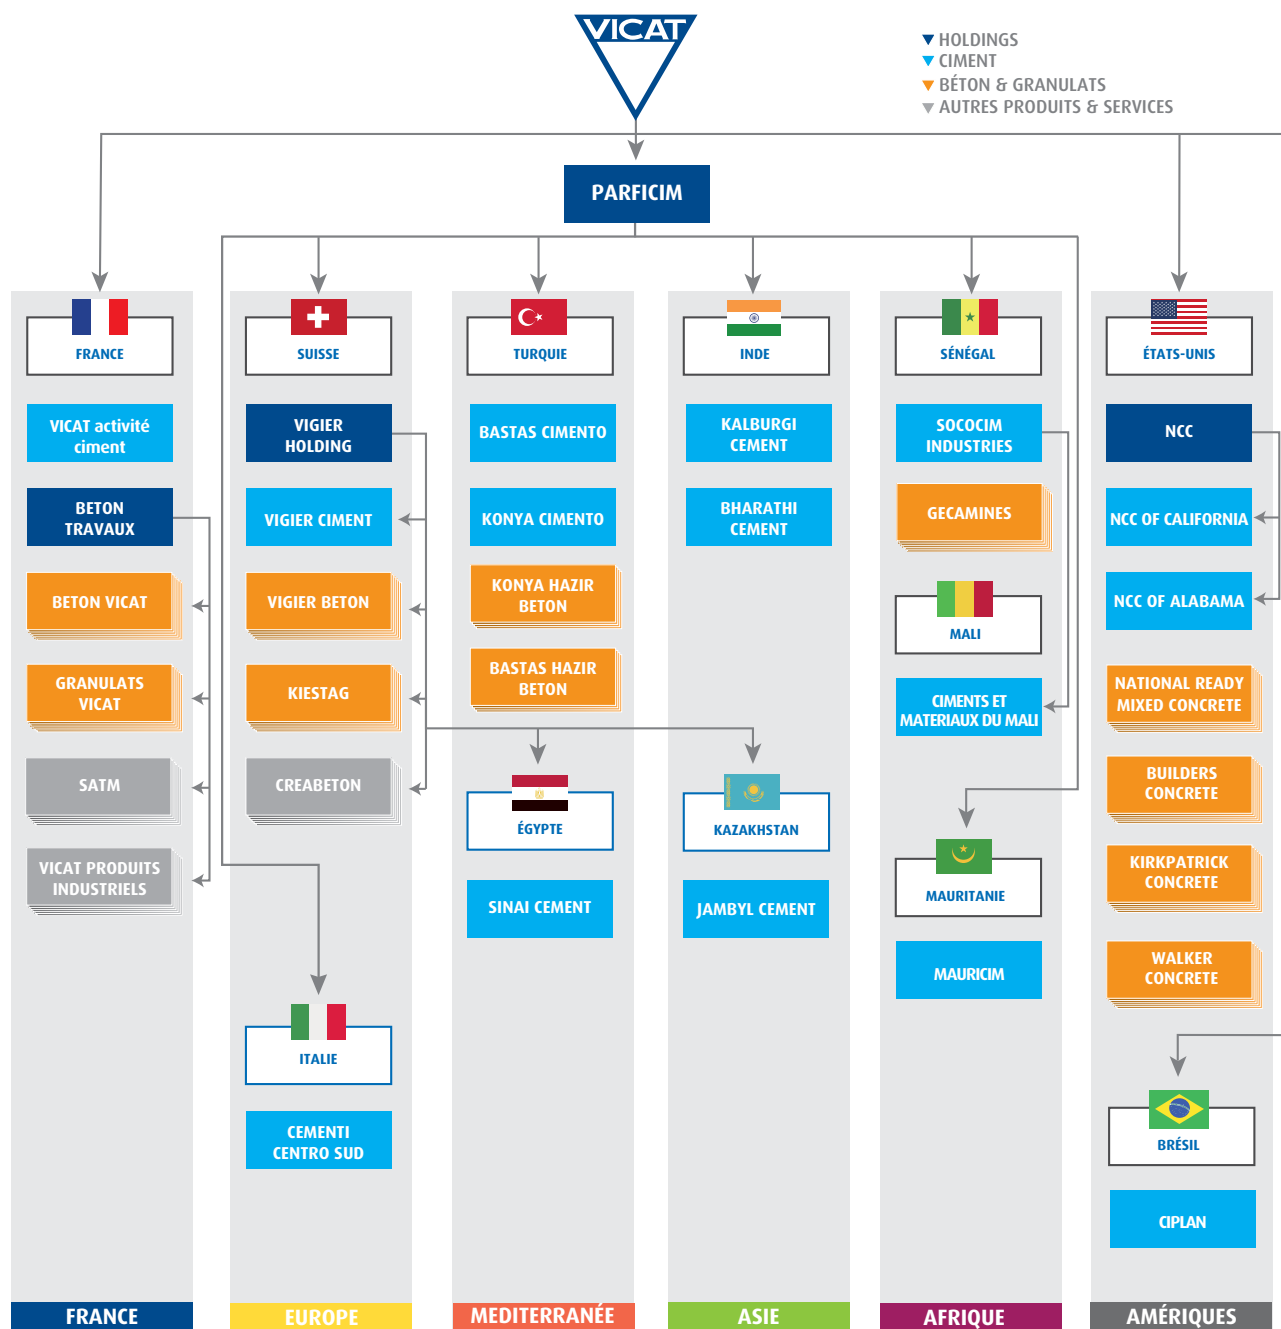 VICAT
HOLDINGS
CIMENT
BÉTON & GRANULATS
AUTRES PRODUITS & SERVICES
PARFICIM
FRANCE
VICAT activité
ciment
BETON
TRAVAUX
BETON VICAT
GRANULATS
VICAT
SATM
VICAT PRODUITS
INDUSTRIELS
FRANCE
SUISSE
VIGIER
HOLDING
VIGIER CIMENT
VIGIER BETON
KIESTAG
CREABETON
ITALIE
CEMENTI
CENTRO SUD
EUROPE
TURQUIE
BASTAS CIMENTO
KONYA CIMENTO
KONYA HAZIR
BETON
BASTAS HAZIR
BETON
ÉGYPTE
SINAI CEMENT
MEDITERRANÉE
INDE
KALBURGI
CEMENT
BHARATHI
CEMENT
KAZAKHSTAN
JAMBYL CEMENT
ASIE
SÉNÉGAL
SOCOCIM
INDUSTRIES
GECAMINES
MALI
CIMENTS ET
MATERIAUX DU MALI
MAURITANIE
MAURICIM
AFRIQUE
ÉTATS-UNIS
NCC
NCC OF CALIFORNIA
NCC OF ALABAMA
NATIONAL READY
MIXED CONCRETE
BUILDERS
CONCRETE
KIRKPATRICK
CONCRETE
WALKER
CONCRETE
BRÉSIL
CIPLAN
AMÉRIQUES